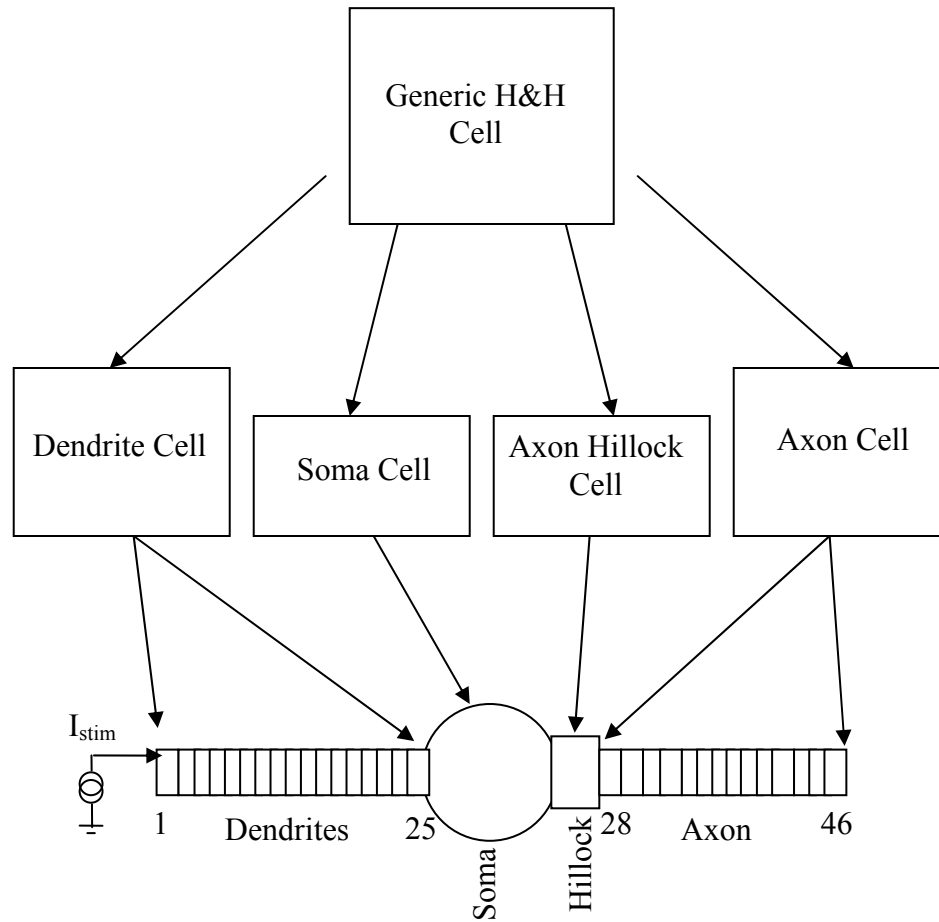 Generic H&H
Cell
Dendrite Cell
Soma Cell
Axon Hillock
Cell
Axon Cell
Istim
1
Dendrites
25
Soma
Hillock
28
Axon
46